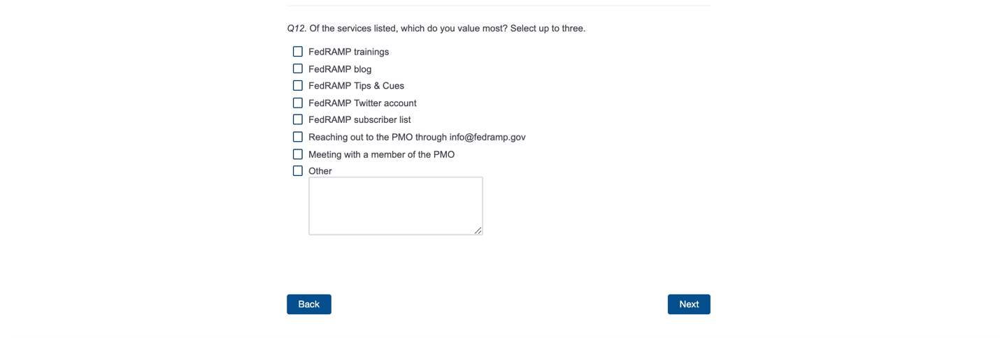 Q12. Of the services listed, which do you value most? Select up to three.
FedRAMP trainings
FedRAMP blog
FedRAMP Tips & Cues
FedRAMP Twitter account
FedRAMP subscriber list
Reaching out to the PMO through info@fedramp.gov
Meeting with a member of the PMO
Other
Back
Next